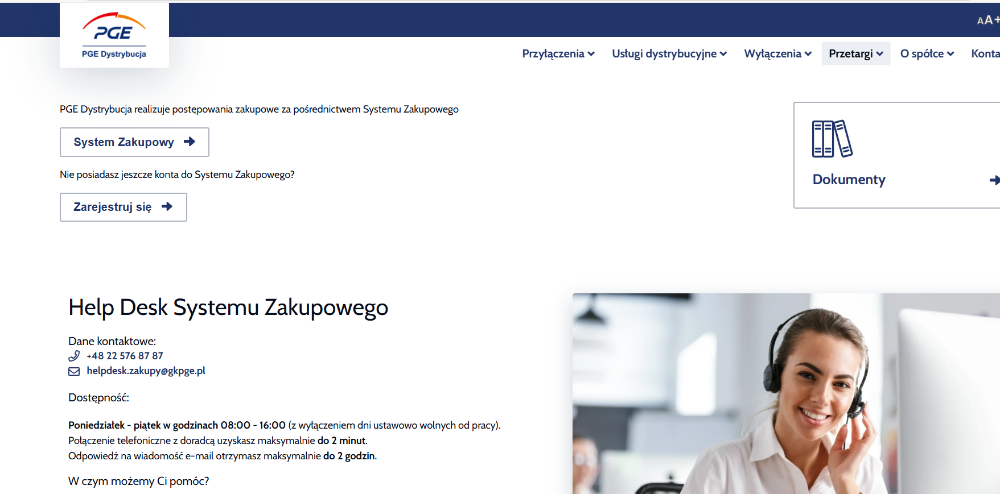 AA+
PGE
PGE Dystrybucja
Przyłączenia
Usługi dystrybucyjne
Wyłączenia
Przetargi
O spółce
Konta
PGE Dystrybucja realizuje postępowania zakupowe za pośrednictwem Systemu Zakupowego
System Zakupowy
Nie posiadasz jeszcze konta do Systemu Zakupowego?
Zarejestruj się
Dokumenty
Help Desk Systemu Zakupowego
Dane kontaktowe:
+48 22 576 87 87
helpdesk.zakupy@gkpge.pl
Dostępność:
Poniedziałek - piątek w godzinach 08:00 - 16:00 (z wyłączeniem dni ustawowo wolnych od pracy).
Połączenie telefoniczne z doradcą uzyskasz maksymalnie do 2 minut.
Odpowiedź na wiadomość e-mail otrzymasz maksymalnie do 2 godzin.
W czym możemy Ci pomóc?